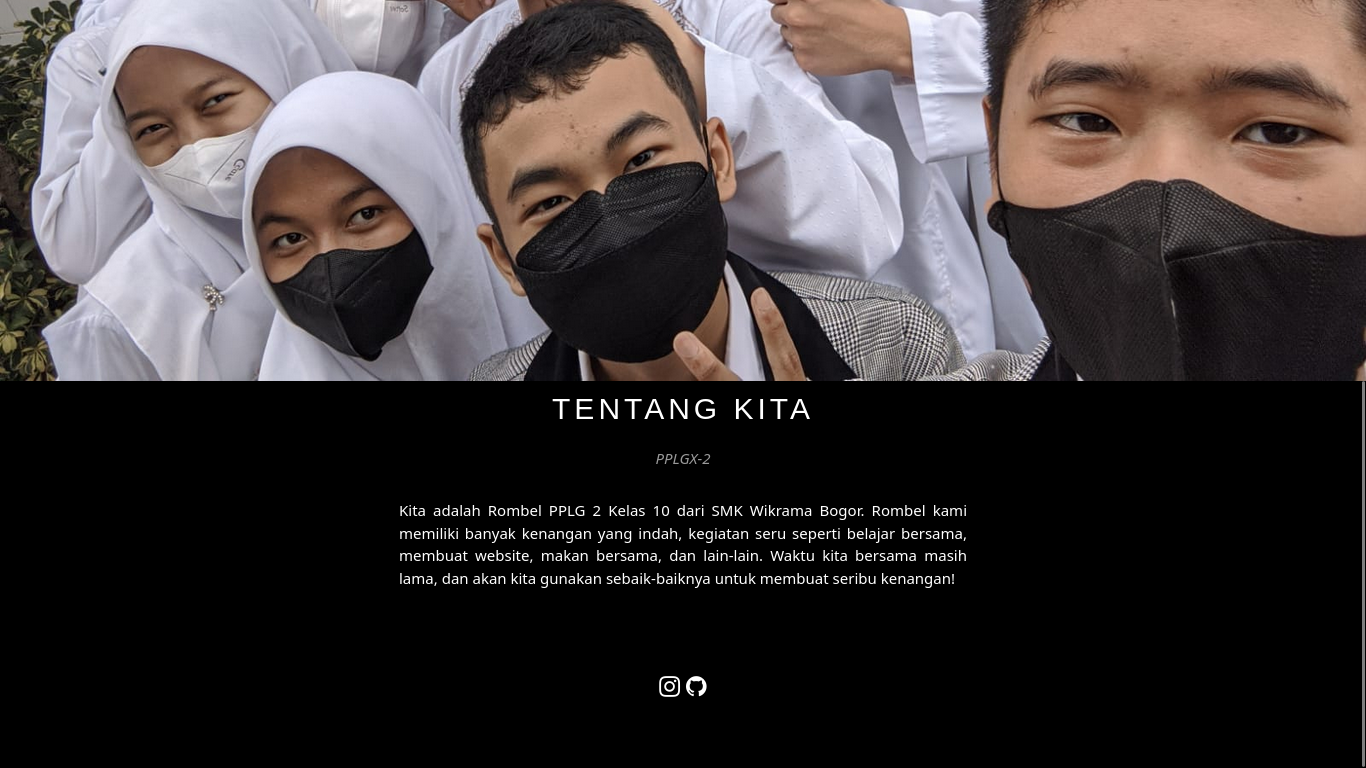 TENTANG KITA
PPLGX-2
Kita adalah Rombel PPLG 2 Kelas 10 dari SMK Wikrama Bogor. Rombel kami
memiliki banyak kenangan yang indah, kegiatan seru seperti belajar bersama,
membuat website, makan bersama, dan lain-lain. Waktu kita bersama masih
lama, dan akan kita gunakan sebaik-baiknya untuk membuat seribu kenangan!